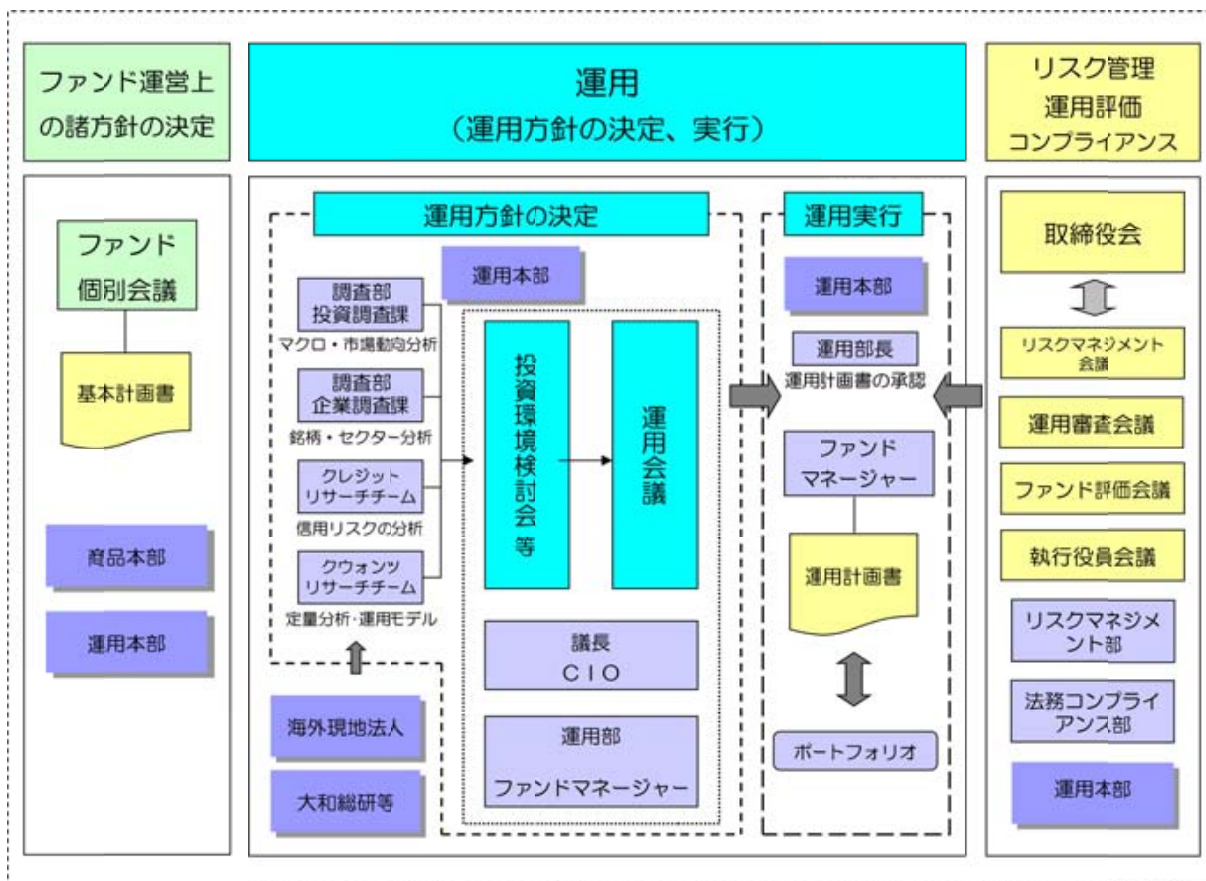 ファンド運営上
の諸方針の決定
運用
（運用方針の決定、実行）
リスク管理
運用評価
コンプライアンス
ファンド
個別会議
基本計画書
商品本部
運用本部
運用方針の決定
運用本部
調査部
投資調査課
マクロ・市場動向分析
調査部
企業調査課
銘柄・セクター分析
クレジット
リサーチチーム
信用リスクの分析
クウォンツ
リサーチチーム
定量分析・運用モデル
海外現地法人
大和総研等
投資環境検討会 等
運用会議
議長
ＣＩＯ
運用部
ファンドマネージャー
運用実行
運用本部
運用部長
運用計画書の承認
ファンド
マネージャー
運用計画書
ポートフォリオ
取締役会
リスクマネジメント
会議
運用審査会議
ファンド評価会議
執行役員会議
リスクマネジメ
ント部
法務コンプライ
アンス部
運用本部